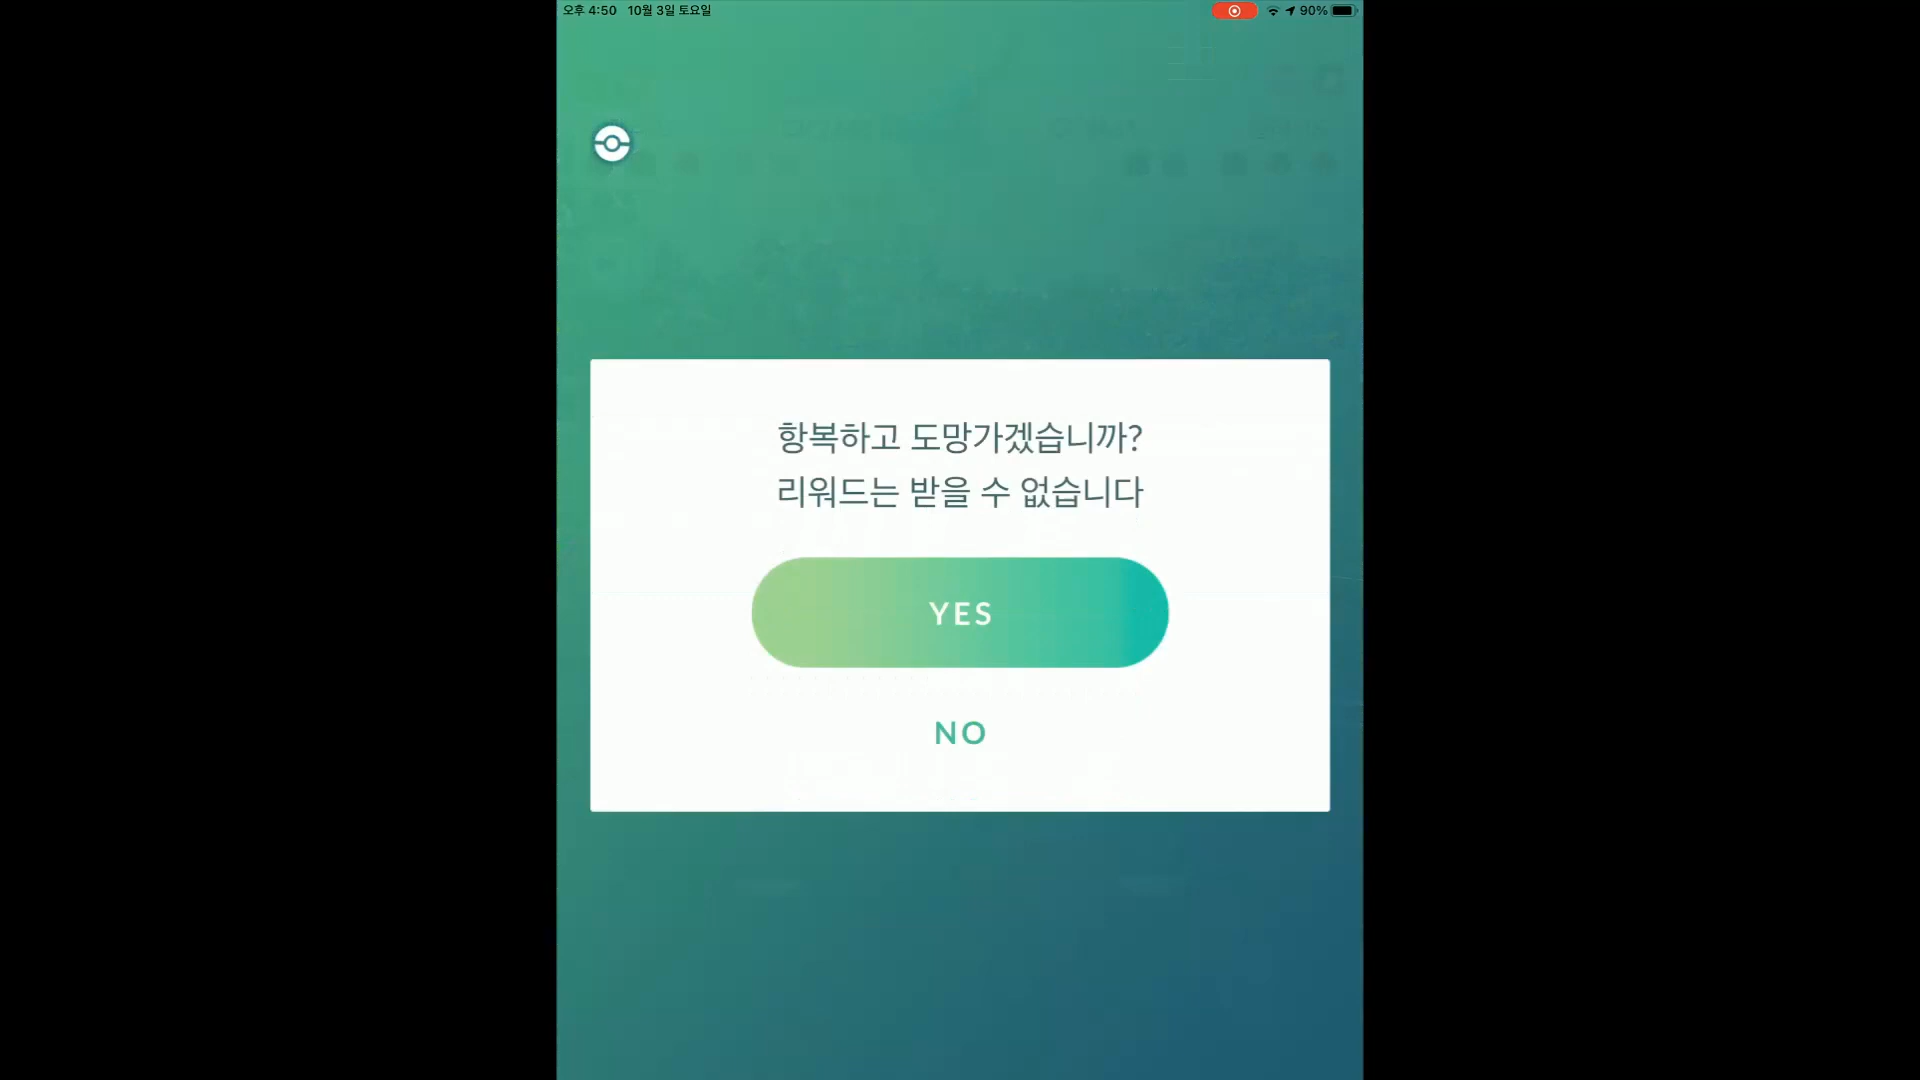 오후 4:50 10월 3일 토요일 90%
항복하고 도망가겠습니까?
리워드는 받을 수 없습니다
YES
NO